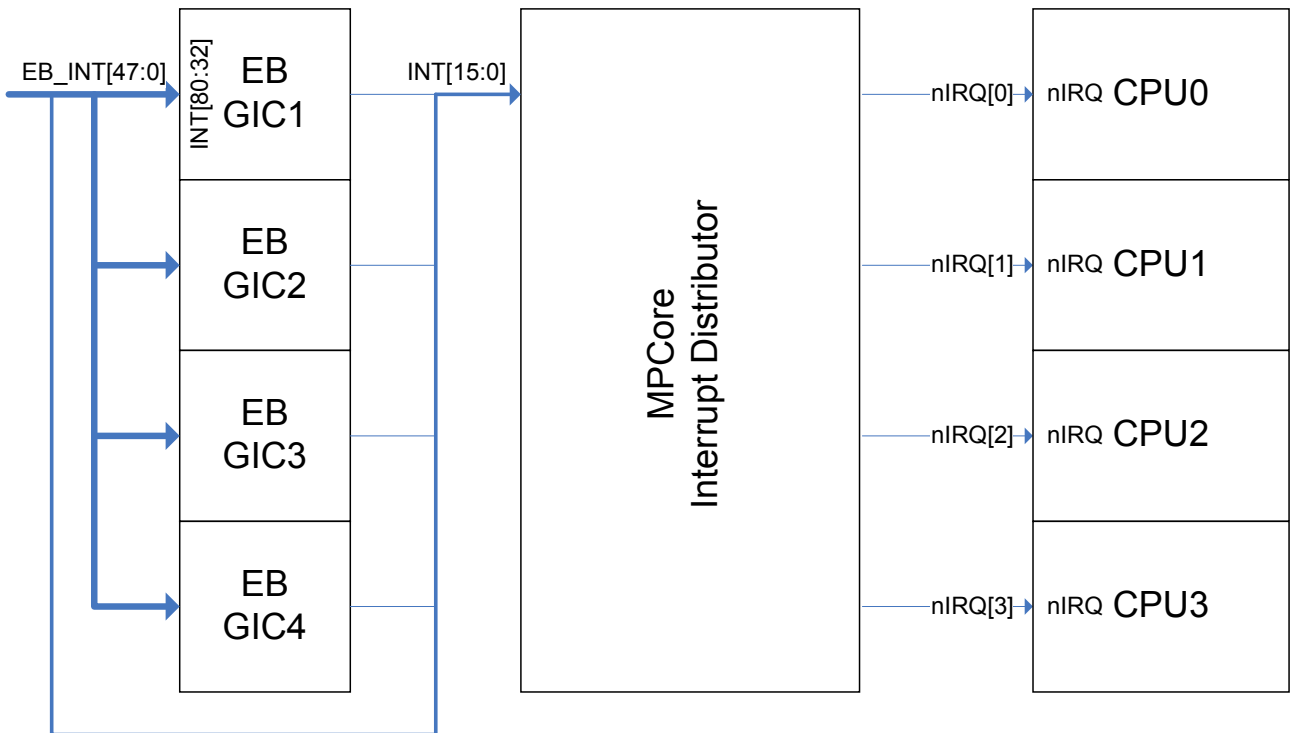 EB_INT[47:0]
INT[80:32]
EB
GIC1
INT[15:0]
nIRQ[0]
nIRQ CPU0
EB
GIC2
MPCore
Interrupt Distributor
nIRQ[1]
nIRQ CPU1
EB
GIC3
nIRQ[2]
nIRQ CPU2
EB
GIC4
nIRQ[3]
nIRQ CPU3